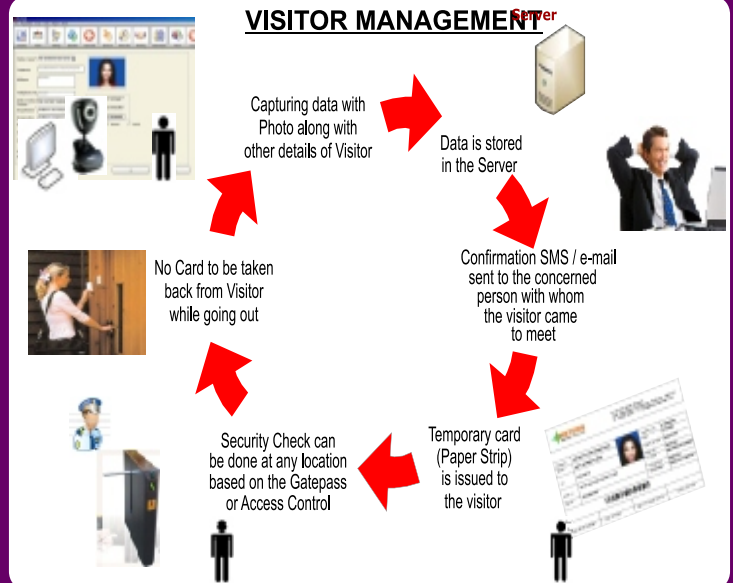 VISITOR MANAGEMENT
Server
Capturing data with
Photo along with
other details of Visitor
Data is stored
in the Server
Confirmation SMS / e-mail
sent to the concerned
person with whom
the visitor came
to meet
Temporary card
(Paper Strip)
is issued to
the visitor
Security Check can
be done at any location
based on the Gatepass
or Access Control
No Card to be taken
back from Visitor
while going out